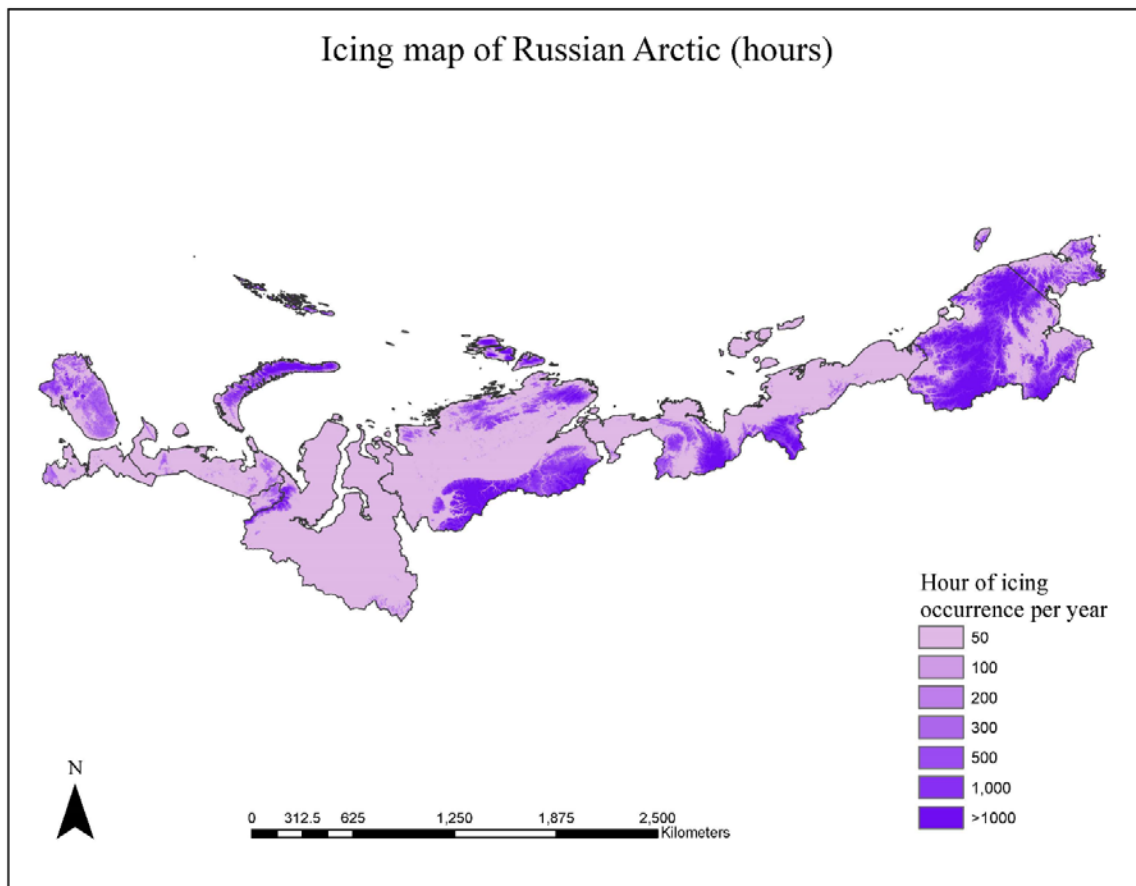 Icing map of Russian Arctic (hours)
Hour of icing
occurrence per year
50
100
200
300
500
1,000
>1000
N
0 312.5 625 1,250 1,875 2,500
Kilometers